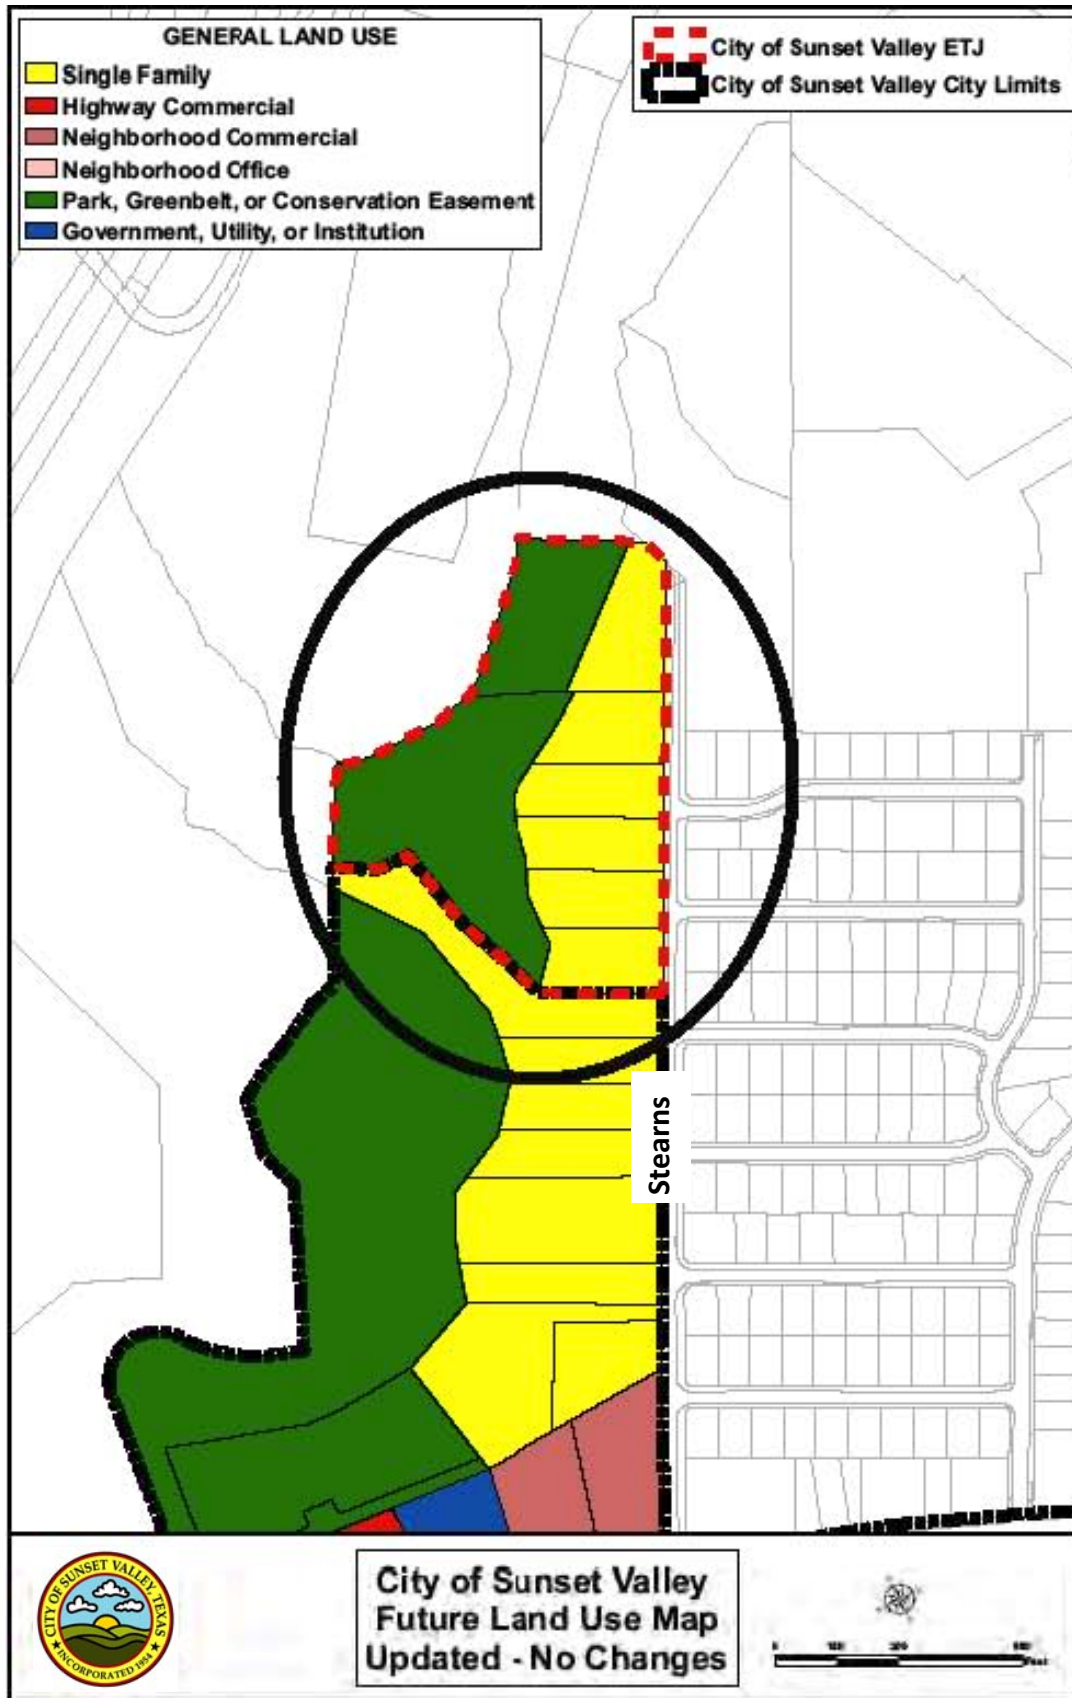 GENERAL LAND USE
Single Family
Highway Commercial
Neighborhood Commercial
Neighborhood Office
Park, Greenbelt, or Conservation Easement
Government, Utility, or Institution
City of Sunset Valley ETJ
City of Sunset Valley City Limits
Stearns
CITY OF SUNSET VALLEY, TEXAS
INCORPORATED 1954
City of Sunset Valley
Future Land Use Map
Updated - No Changes
Feet